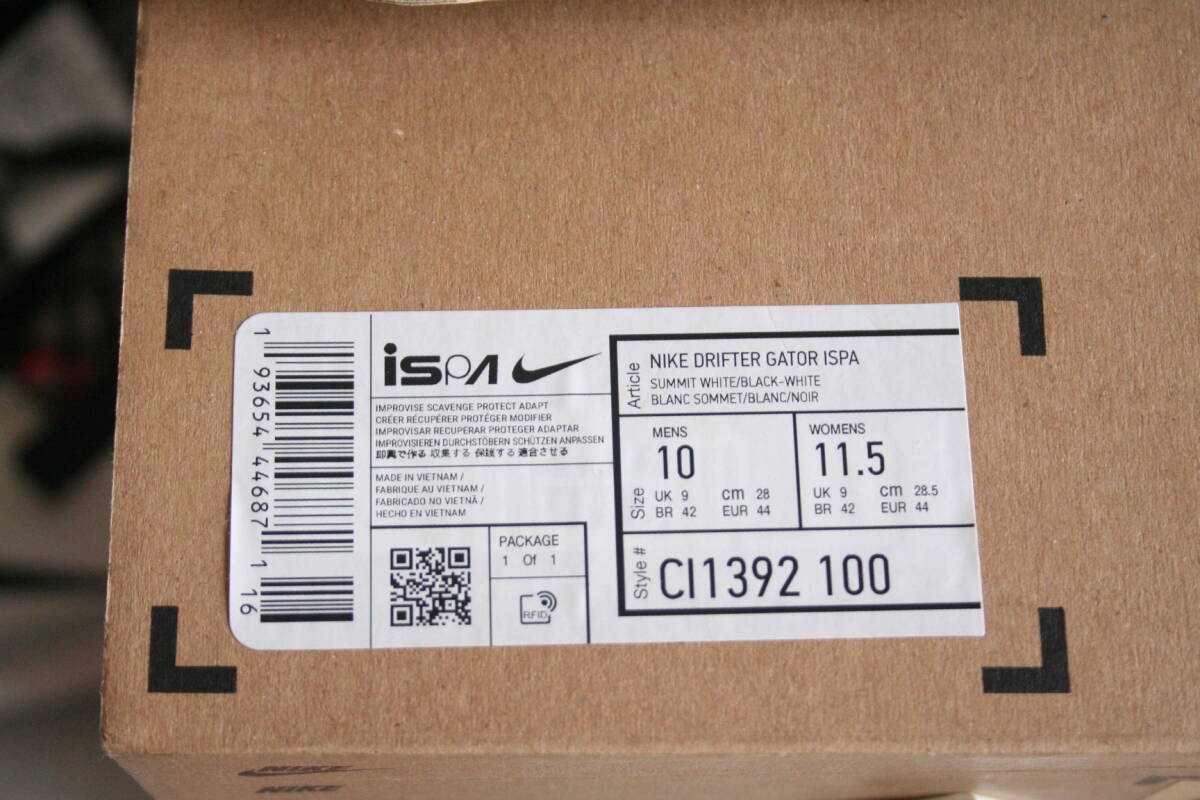 1 93654 44687 1 16
ISPA
IMPROVISE SCAVENGE PROTECT ADAPT
CRÉER RÉCUPÉRER PROTÉGER MODIFIER
IMPROVISAR RECUPERAR PROTEGER ADAPTAR
IMPROVISIEREN DURCHSTÖBERN SCHÜTZEN ANPASSEN
即興で作る 収集する 保護する 適合させる
MADE IN VIETNAM /
FABRIQUE AU VIETNAM /
FABRICADO NO VIETNÃ /
HECHO EN VIETNAM
PACKAGE
1 Of 1
RFID
Article
NIKE DRIFTER GATOR ISPA
SUMMIT WHITE/BLACK-WHITE
BLANC SOMMET/BLANC/NOIR
Size
MENS
10
UK 9 cm 28
BR 42 EUR 44
WOMENS
11.5
UK 9 cm 28.5
BR 42 EUR 44
Style #
CI1392 100
NIKE
NIKE